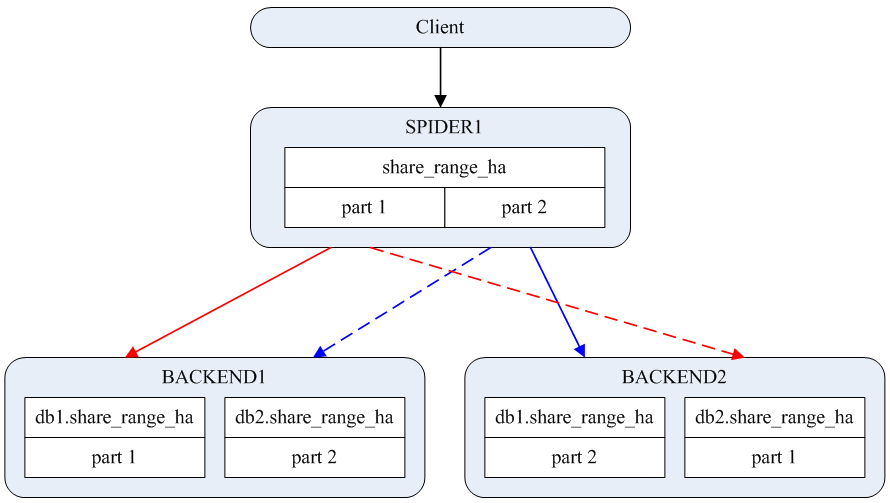 Client
SPIDER1
share_range_ha
part 1
part 2
BACKEND1
db1.share_range_ha
db2.share_range_ha
part 1
part 2
BACKEND2
db1.share_range_ha
db2.share_range_ha
part 2
part 1